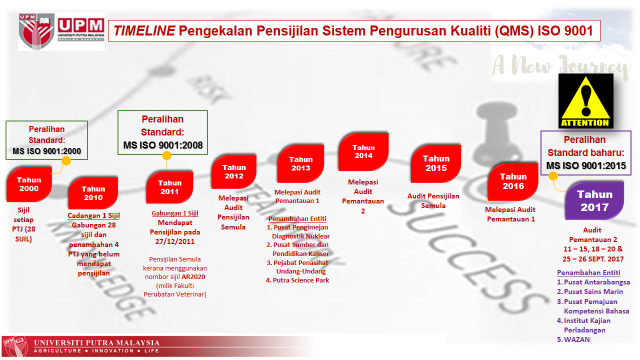 UPM
UPM
UNIVERSITI PUTRA MALAYSIA
BERILMU BERBAKTI
TIMELINE Pengekalan Pensijilan Sistem Pengurusan Kualiti (QMS) ISO 9001
A New Journey
RISK
FAILURE
TEAM
KNOWLEDGE
SUCCESS
ATTENTION
Peralihan
Standard:
MS ISO 9001:2000
Tahun
2000
Sijil
setiap
PTJ (28
SIJIL)
Tahun
2010
Cadangan 1 Sijil
Gabungan 28
sijil dan
penambahan 4
PTJ yang belum
mendapat
pensijilan
Peralihan
Standard:
MS ISO 9001:2008
Tahun
2011
Gabungan 1 Sijil
Mendapat
Pensijilan pada
27/12/2011
Pensijilan Semula
kerana menggunakan
nombor sijil AR2020
(milik Fakulti
Perubatan Veterinar)
Tahun
2012
Melepasi
Audit
Pensijilan
Semula
Tahun
2013
Melepasi Audit
Pemantauan 1
Penambahan Entiti
1. Pusat Pengimejan
Diagnostik Nuklear
2. Pusat Sumber dan
Pendidikan Kanser
3. Pejabat Penasihat
Undang-Undang
4. Putra Science Park
Tahun
2014
Melepasi
Audit
Pemantauan
2
Tahun
2015
Audit Pensijilan
Semula
Tahun
2016
Melepasi Audit
Pemantauan 1
Peralihan
Standard baharu:
MS ISO 9001:2015
Tahun
2017
Audit
Pemantauan 2
11 – 15, 18 – 20 &
25 – 26 SEPT. 2017
Penambahan Entiti
1. Pusat Antarabangsa
2. Pusat Sains Marin
3. Pusat Pemajuan
Kompetensi Bahasa
4. Institut Kajian
Perladangan
5. WAZAN
UNIVERSITI PUTRA MALAYSIA
AGRICULTURE • INNOVATION • LIFE